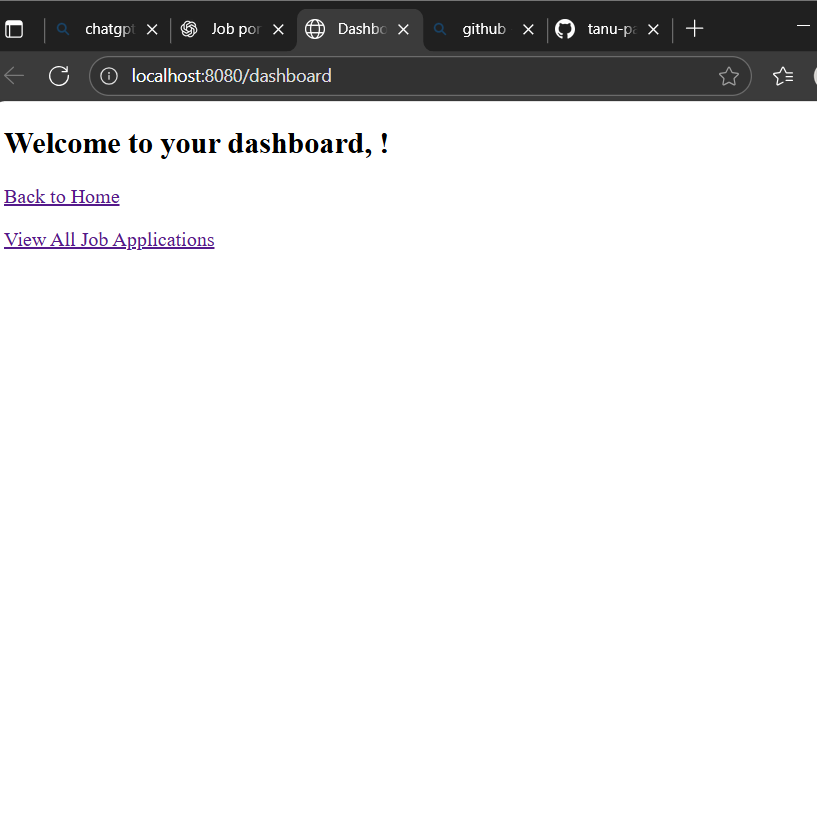 chatgpt
Job por
Dashbo
github
tanu-pa
localhost:8080/dashboard
Welcome to your dashboard, !
Back to Home
View All Job Applications